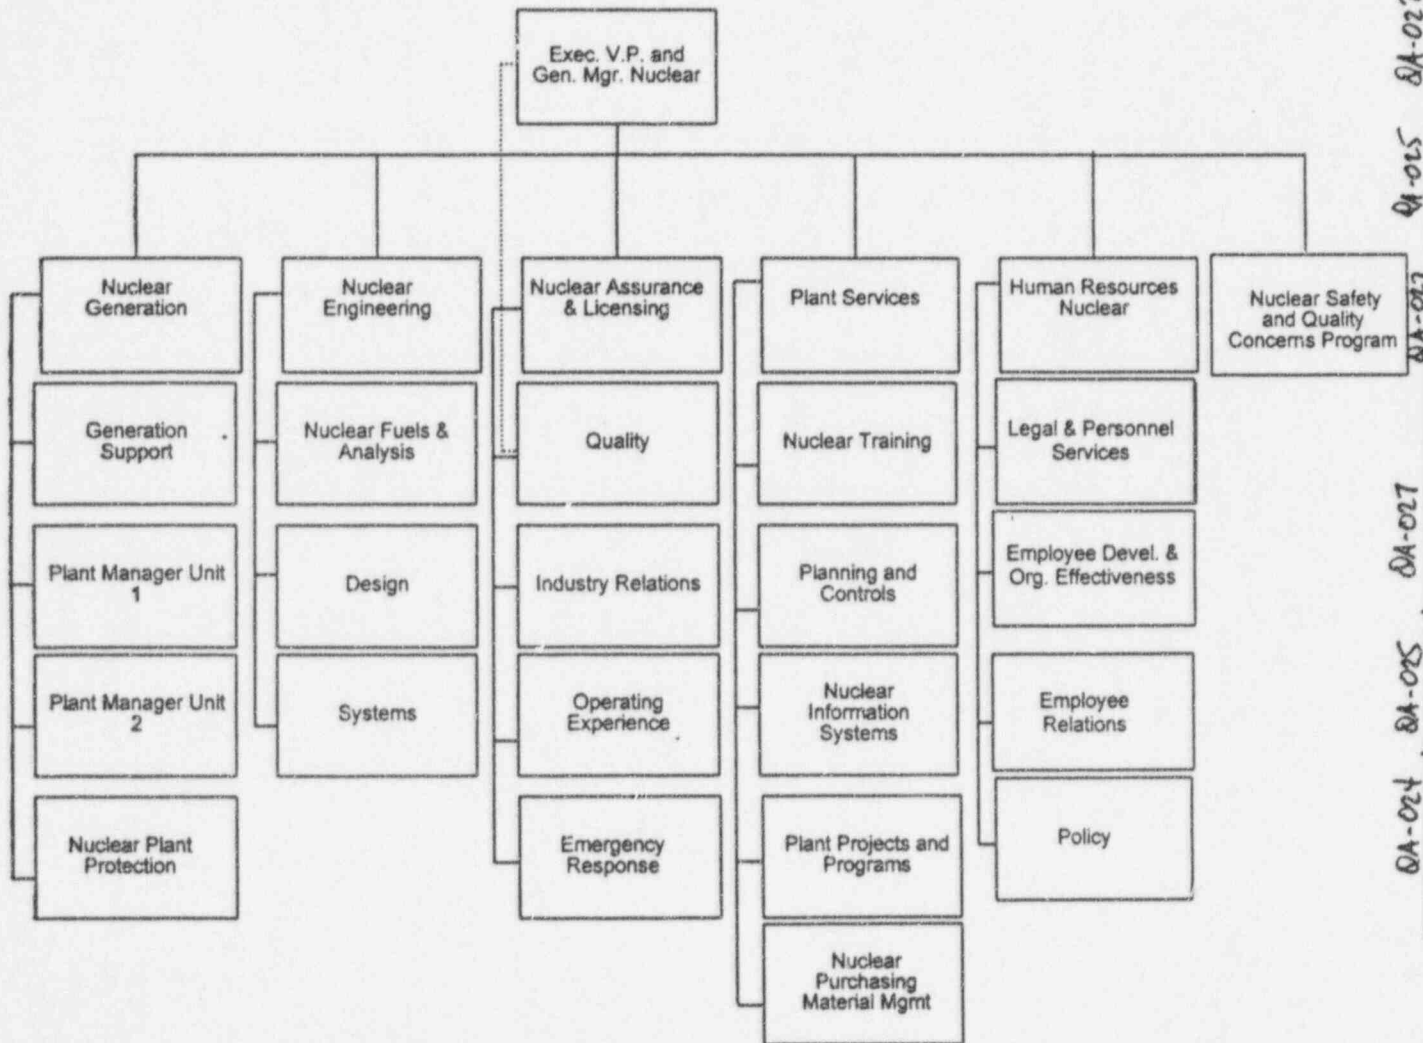 Exec. V.P. and
Gen. Mgr. Nuclear
Nuclear
Generation
Nuclear
Engineering
Nuclear Assurance
& Licensing
Plant Services
Human Resources
Nuclear
Nuclear Safety
and Quality
Concerns Program
Generation
Support
Nuclear Fuels &
Analysis
Quality
Nuclear Training
Legal & Personnel
Services
Plant Manager Unit
1
Design
Industry Relations
Planning and
Controls
Employee Devel. &
Org. Effectiveness
Plant Manager Unit
2
Systems
Operating
Experience
Nuclear
Information
Systems
Employee
Relations
Nuclear Plant
Protection
Emergency
Response
Plant Projects and
Programs
Policy
Nuclear
Purchasing
Material Mgmt
QA-024, QA-025, QA-027
QA-025